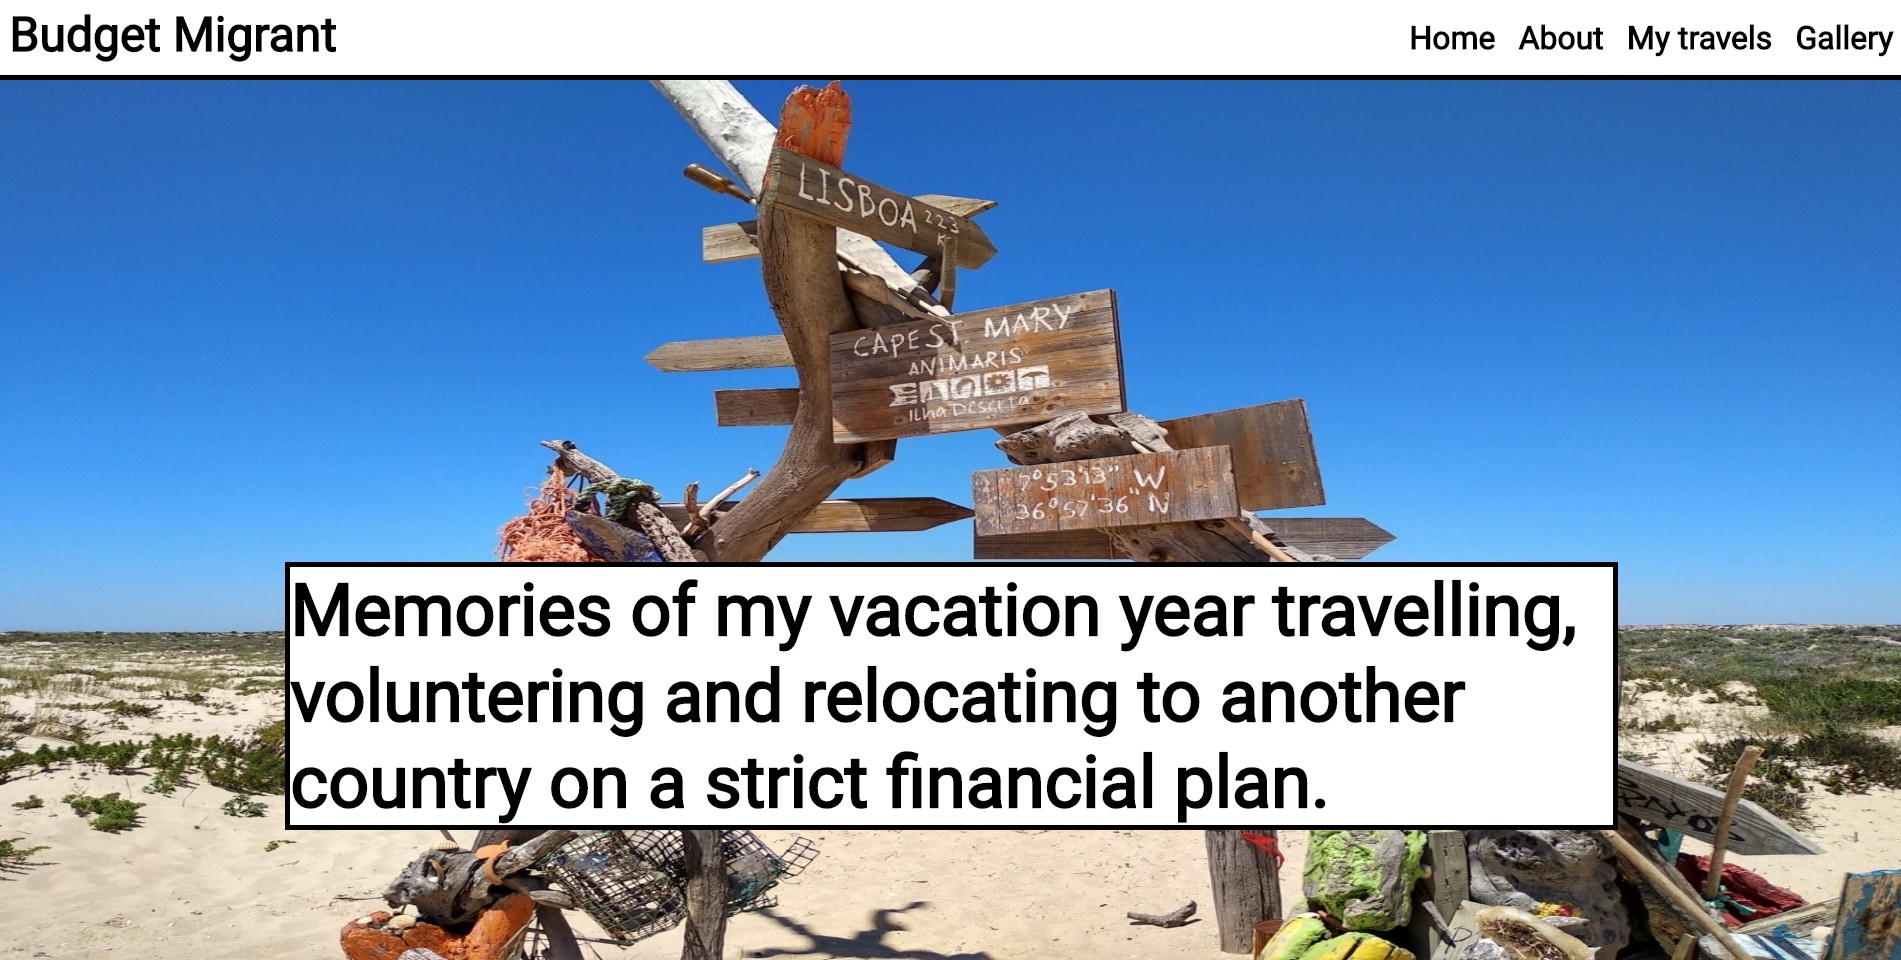 Budget Migrant
Home About My travels Gallery
LISBOA 223
K
CAPE ST. MARY
ANIMARIS
Ilha Deserta
7°53'13" W
36°57'36" N
Memories of my vacation year travelling,
voluntering and relocating to another
country on a strict financial plan.